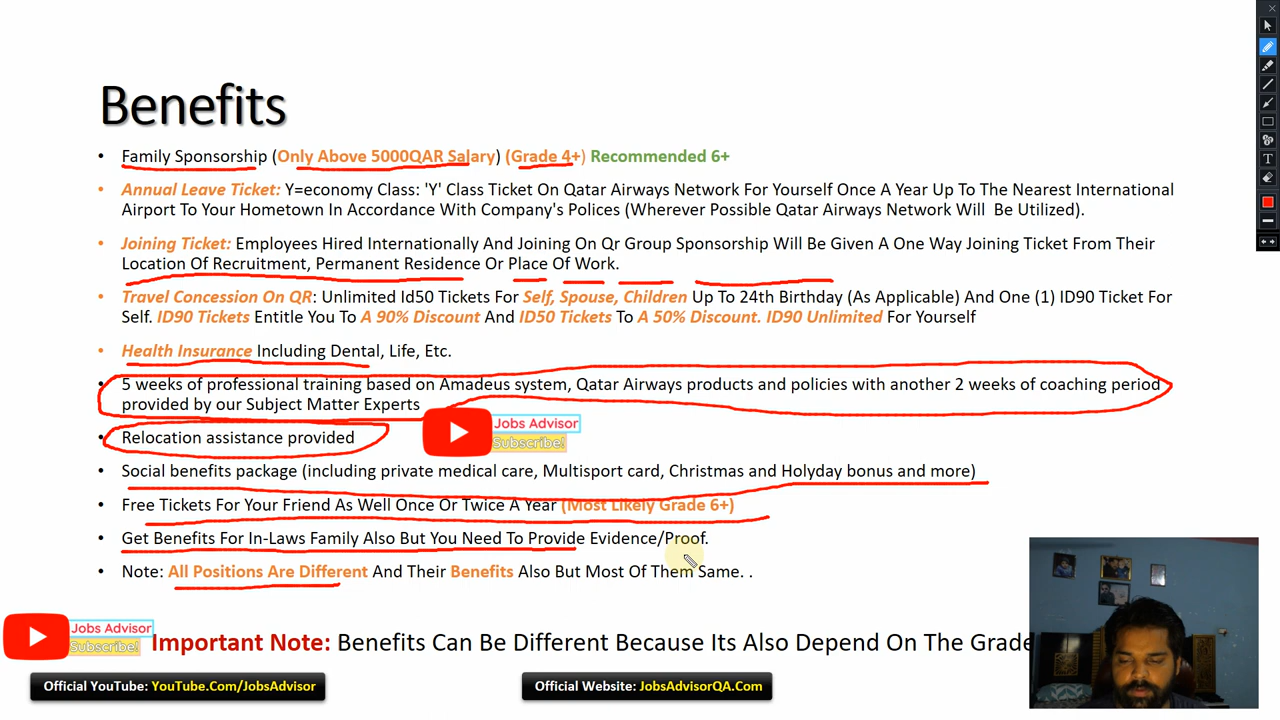 Benefits
• Family Sponsorship (Only Above 5000QAR Salary) (Grade 4+) Recommended 6+
• Annual Leave Ticket: Y=economy Class: 'Y' Class Ticket On Qatar Airways Network For Yourself Once A Year Up To The Nearest International
Airport To Your Hometown In Accordance With Company's Polices (Wherever Possible Qatar Airways Network Will Be Utilized).
• Joining Ticket: Employees Hired Internationally And Joining On Qr Group Sponsorship Will Be Given A One Way Joining Ticket From Their
Location Of Recruitment, Permanent Residence Or Place Of Work.
• Travel Concession On QR: Unlimited Id50 Tickets For Self, Spouse, Children Up To 24th Birthday (As Applicable) And One (1) ID90 Ticket For
Self. ID90 Tickets Entitle You To A 90% Discount And ID50 Tickets To A 50% Discount. ID90 Unlimited For Yourself
• Health Insurance Including Dental, Life, Etc.
• 5 weeks of professional training based on Amadeus system, Qatar Airways products and policies with another 2 weeks of coaching period
provided by our Subject Matter Experts
Jobs Advisor
Subscribe!
• Relocation assistance provided
• Social benefits package (including private medical care, Multisport card, Christmas and Holyday bonus and more)
• Free Tickets For Your Friend As Well Once Or Twice A Year (Most Likely Grade 6+)
• Get Benefits For In-Laws Family Also But You Need To Provide Evidence/Proof.
• Note: All Positions Are Different And Their Benefits Also But Most Of Them Same. .
Jobs Advisor
Subscribe!
Important Note: Benefits Can Be Different Because Its Also Depend On The Grade
Official YouTube: YouTube.Com/JobsAdvisor
Official Website: JobsAdvisorQA.Com